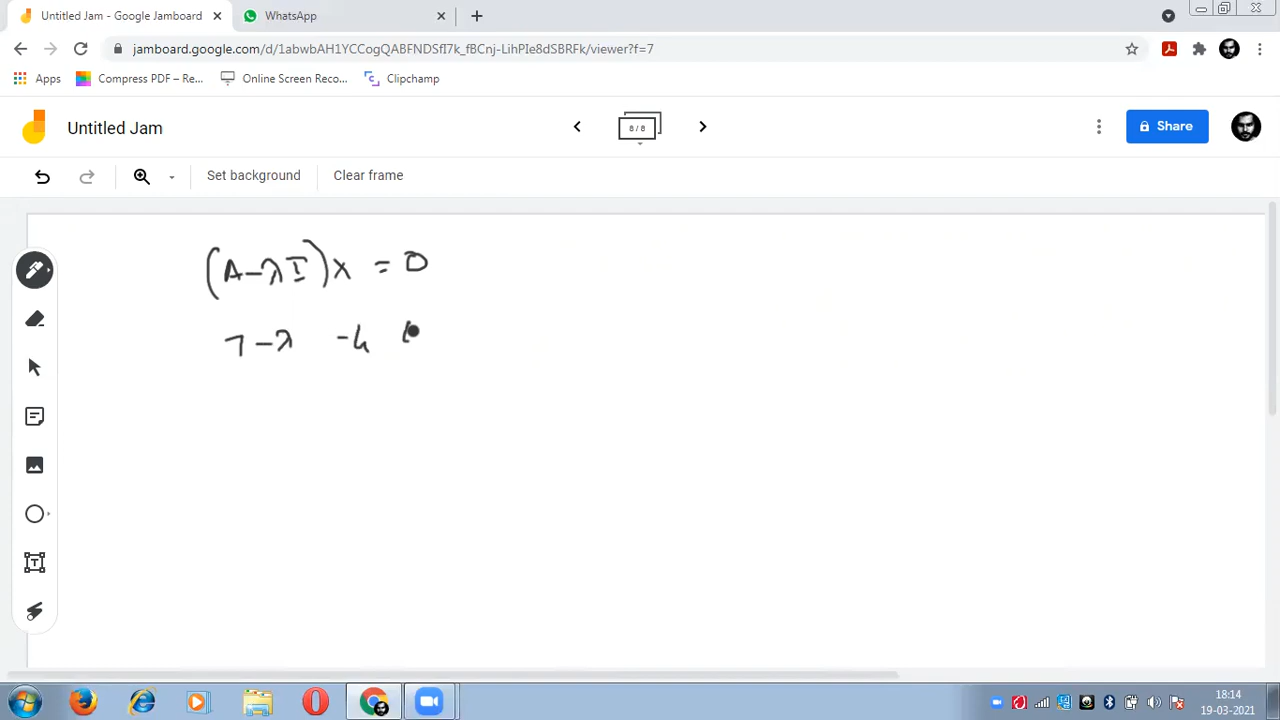 Untitled Jam - Google Jamboard
WhatsApp
jamboard.google.com/d/1abwbAH1YCCogQABFNDSfI7k_fBCnj-LihPIe8dSBRFk/viewer?f=7
Apps
Compress PDF – Re...
Online Screen Reco...
Clipchamp
Untitled Jam
8 / 8
Share
Set background
Clear frame
(A-λI)X = 0
7-λ -4
18:14
19-03-2021